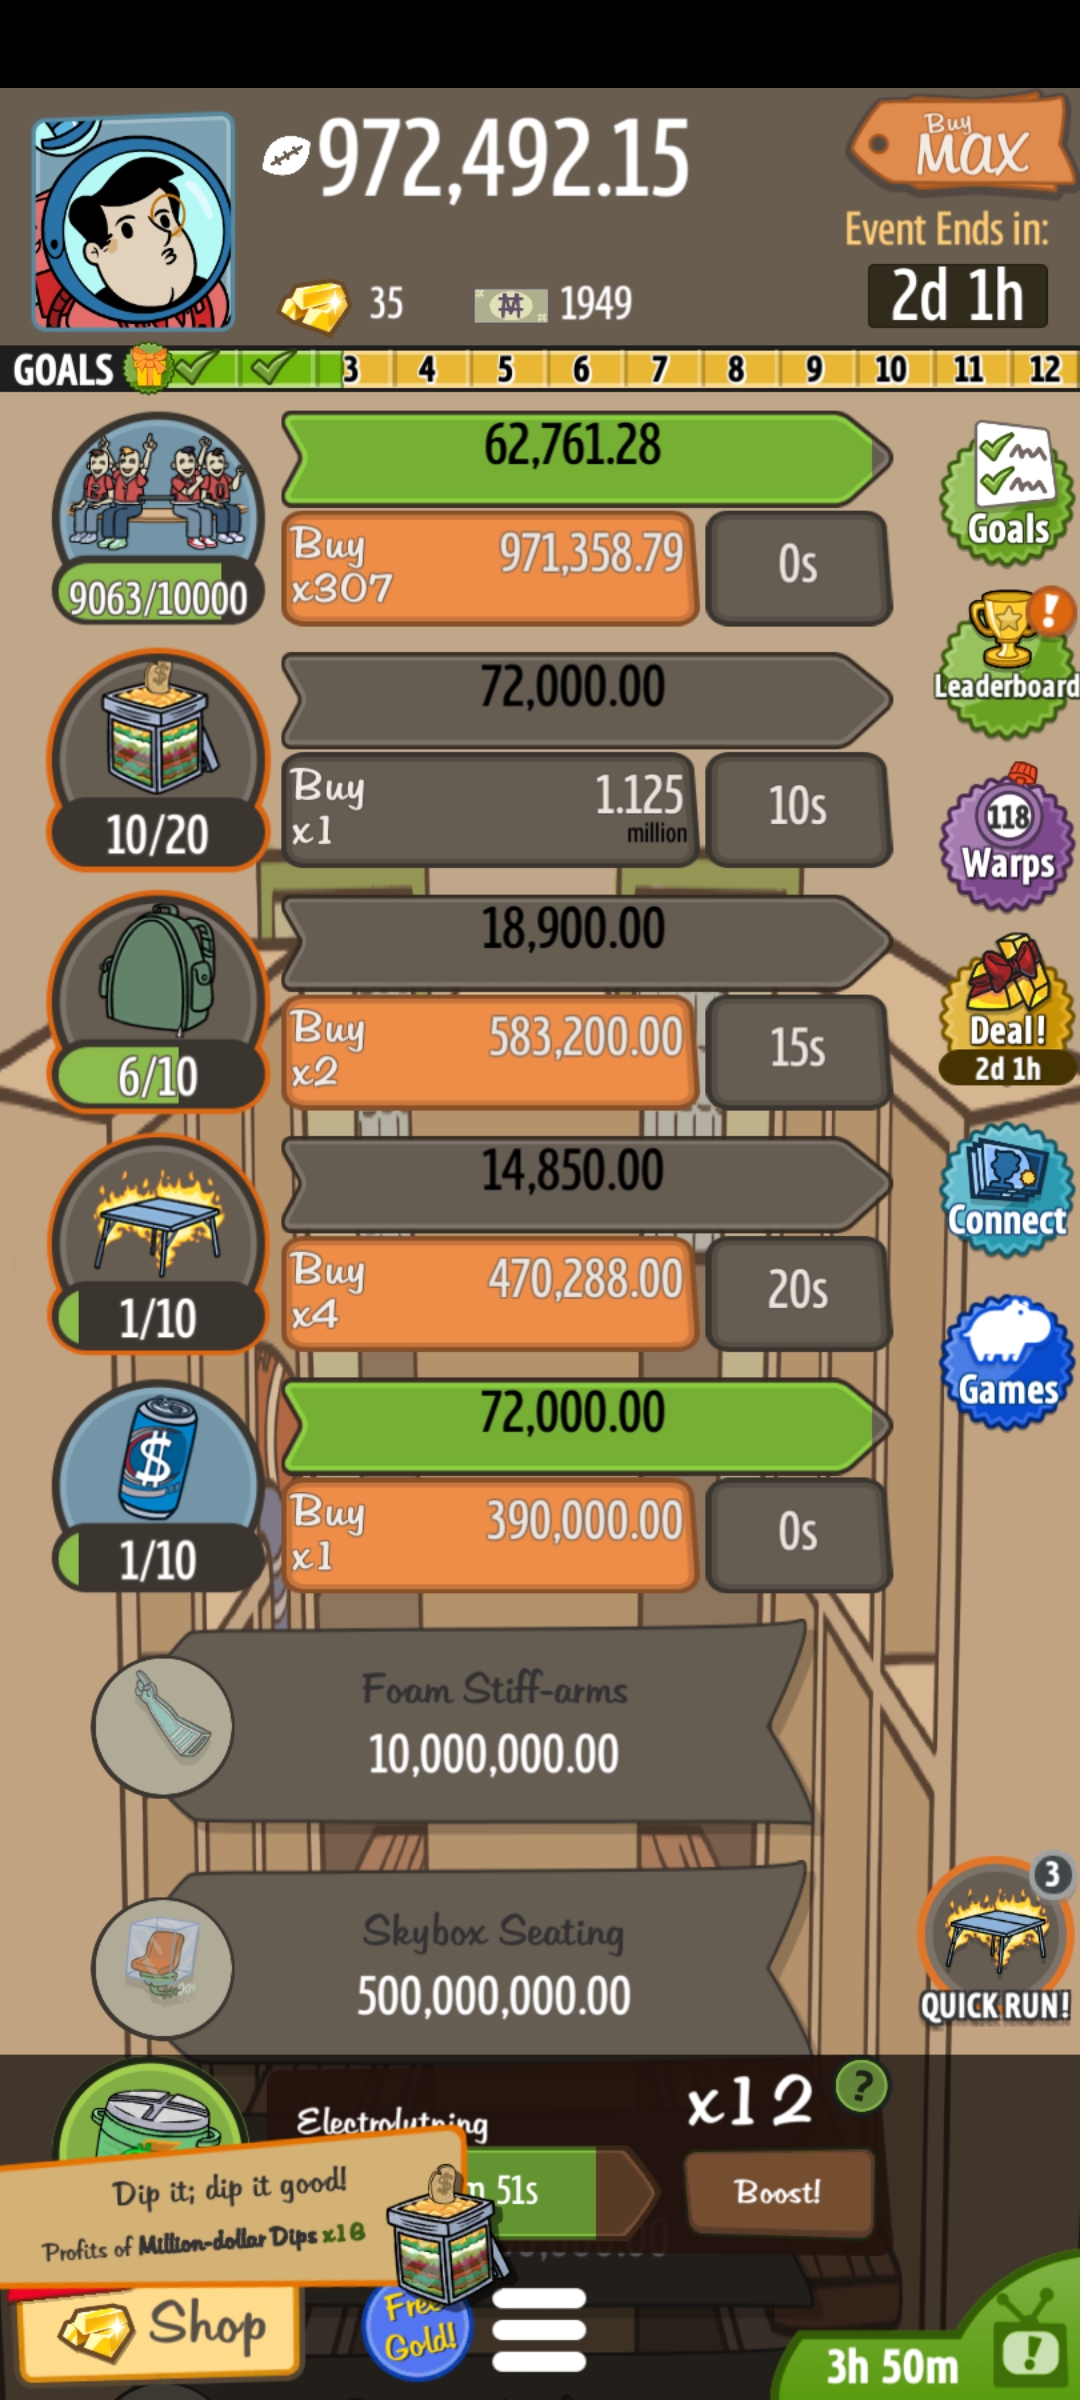 972,492.15
Buy
MAX
Event Ends in:
2d 1h
35
1949
GOALS 3 4 5 6 7 8 9 10 11 12
62,761.28
Buy
x307
971,358.79
0s
9063/10000
Goals
Leaderboard
72,000.00
Buy
x1
1.125
million
10s
10/20
118
Warps
18,900.00
Buy
x2
583,200.00
15s
6/10
Deal!
2d 1h
14,850.00
Buy
x4
470,288.00
20s
1/10
Connect
72,000.00
Buy
x1
390,000.00
0s
1/10
Games
Foam Stiff-arms
10,000,000.00
Skybox Seating
500,000,000.00
3
QUICK RUN!
x12
?
51s
Boost!
Dip it; dip it good!
Profits of Million-dollar Dips x18
Shop
Free
Gold!
3h 50m